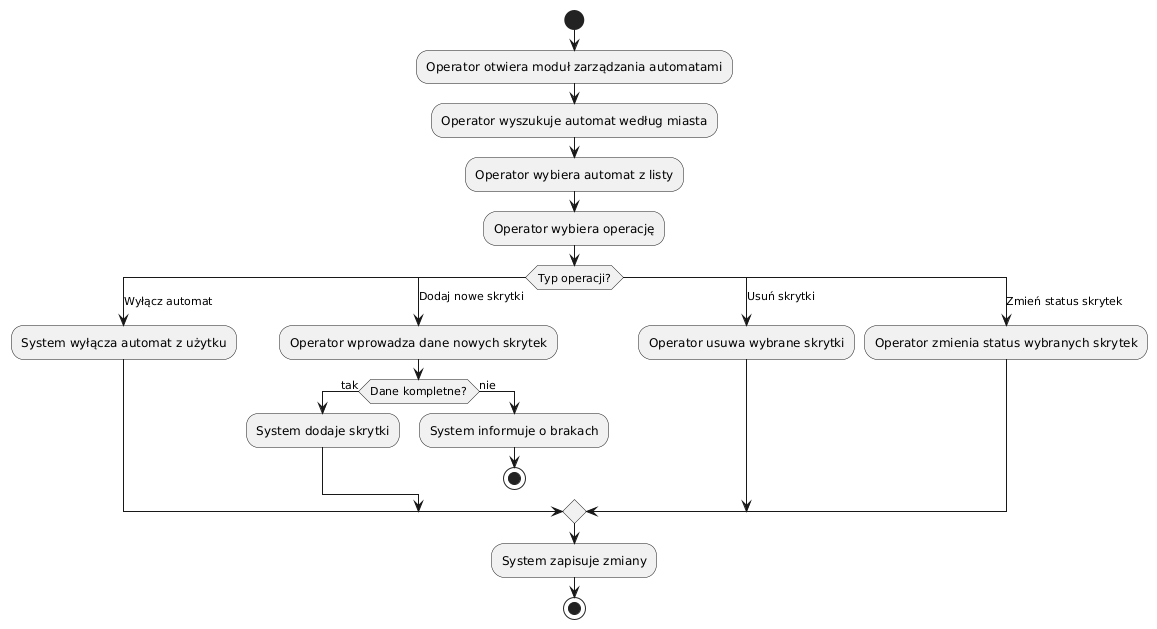 Operator otwiera moduł zarządzania automatami
Operator wyszukuje automat według miasta
Operator wybiera automat z listy
Operator wybiera operację
Typ operacji?
Wyłącz automat
Dodaj nowe skrytki
Usuń skrytki
Zmień status skrytek
System wyłącza automat z użytku
Operator wprowadza dane nowych skrytek
Operator usuwa wybrane skrytki
Operator zmienia status wybranych skrytek
tak
Dane kompletne?
nie
System dodaje skrytki
System informuje o brakach
System zapisuje zmiany